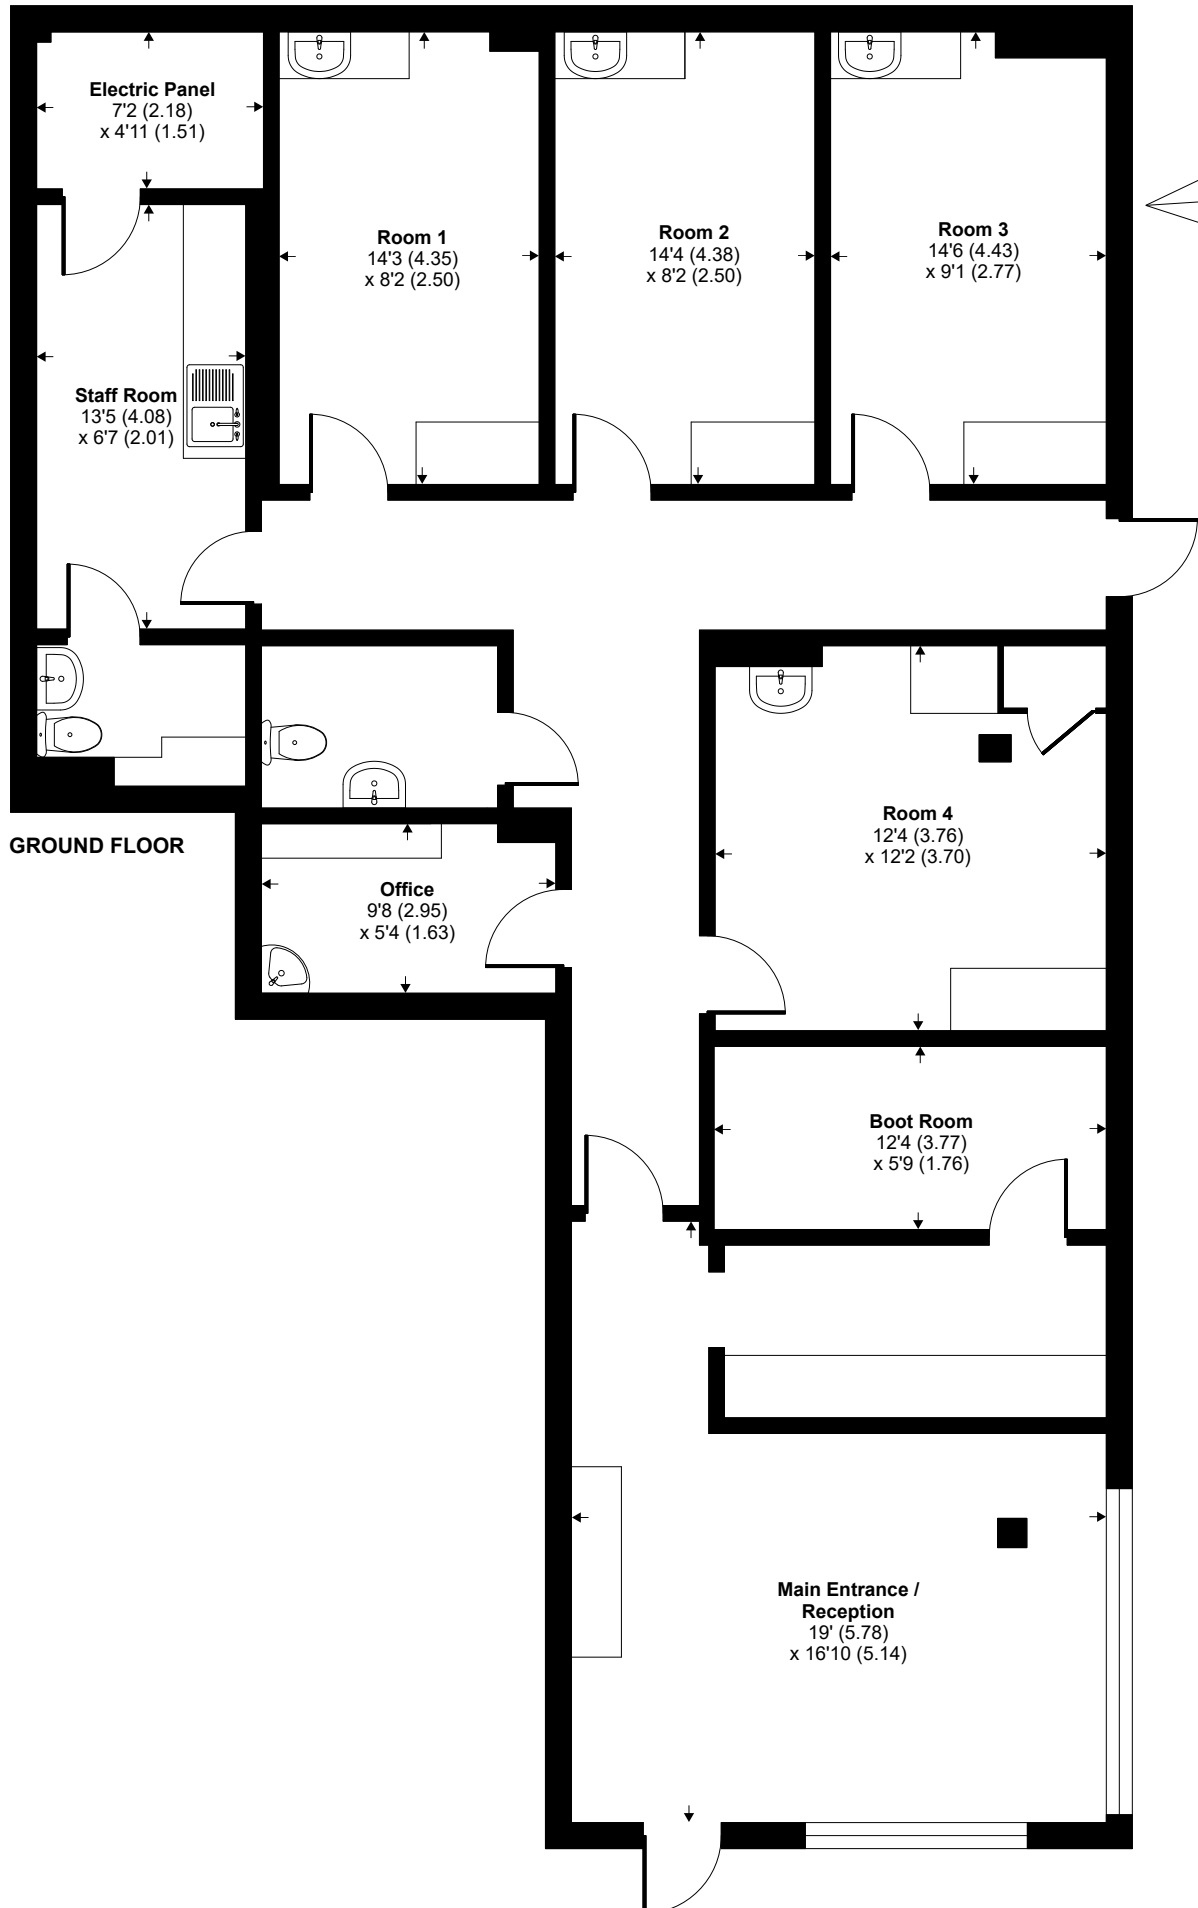 Electric Panel
7'2 (2.18)
x 4'11 (1.51)
Room 1
14'3 (4.35)
x 8'2 (2.50)
Room 2
14'4 (4.38)
x 8'2 (2.50)
Room 3
14'6 (4.43)
x 9'1 (2.77)
Staff Room
13'5 (4.08)
x 6'7 (2.01)
GROUND FLOOR
Office
9'8 (2.95)
x 5'4 (1.63)
Room 4
12'4 (3.76)
x 12'2 (3.70)
Boot Room
12'4 (3.77)
x 5'9 (1.76)
Main Entrance /
Reception
19' (5.78)
x 16'10 (5.14)